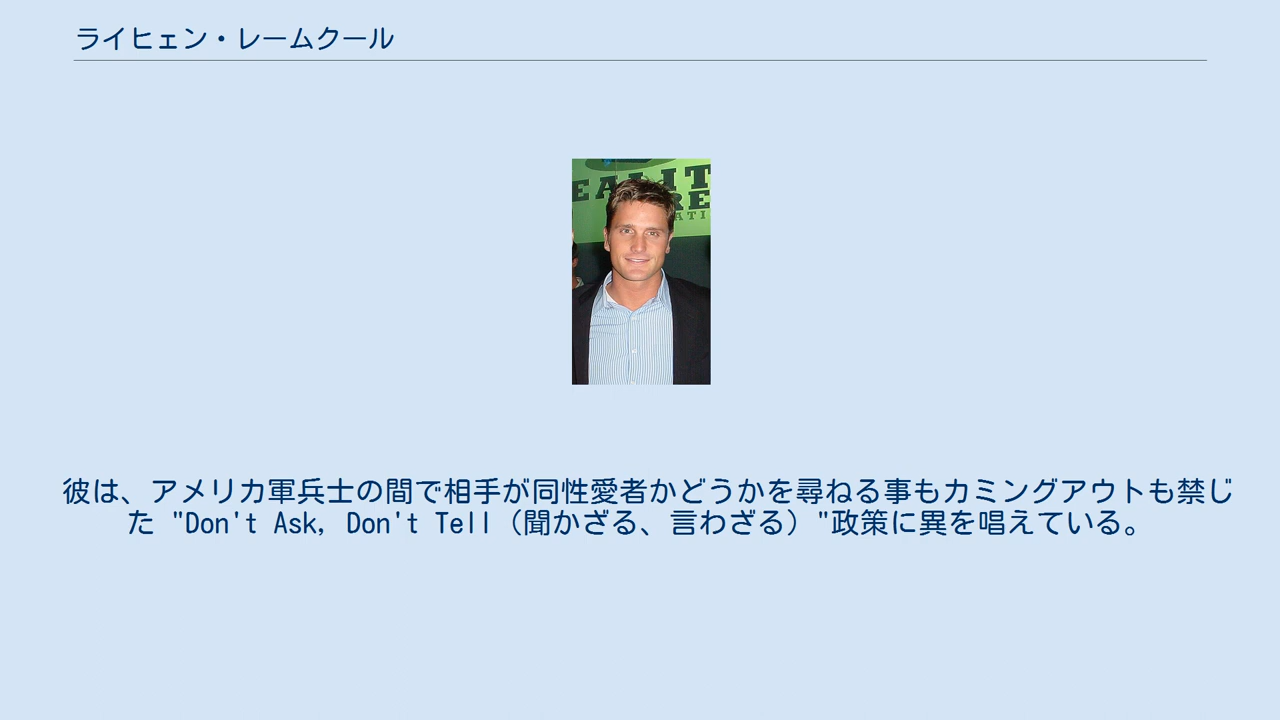 ライヒェン・レームクール
EALIT
RE
ATI
彼は、アメリカ軍兵士の間で相手が同性愛者かどうかを尋ねる事もカミングアウトも禁じ
た "Don't Ask, Don't Tell（聞かざる、言わざる）"政策に異を唱えている。